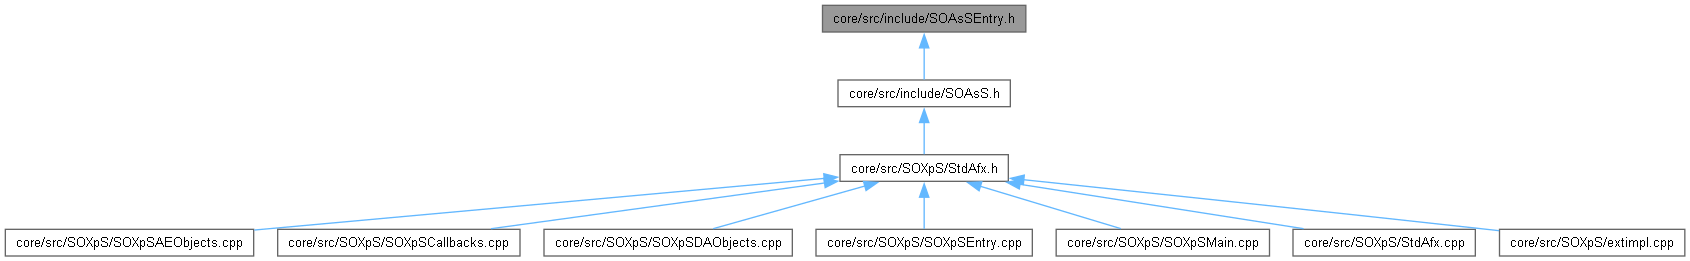 core/src/include/SOAsSEntry.h
core/src/include/SOAsS.h
core/src/SOXpS/StdAfx.h
core/src/SOXpS/SOXpSAEObjects.cpp
core/src/SOXpS/SOXpSCallbacks.cpp
core/src/SOXpS/SOXpSDAObjects.cpp
core/src/SOXpS/SOXpSEntry.cpp
core/src/SOXpS/SOXpSMain.cpp
core/src/SOXpS/StdAfx.cpp
core/src/SOXpS/extimpl.cpp